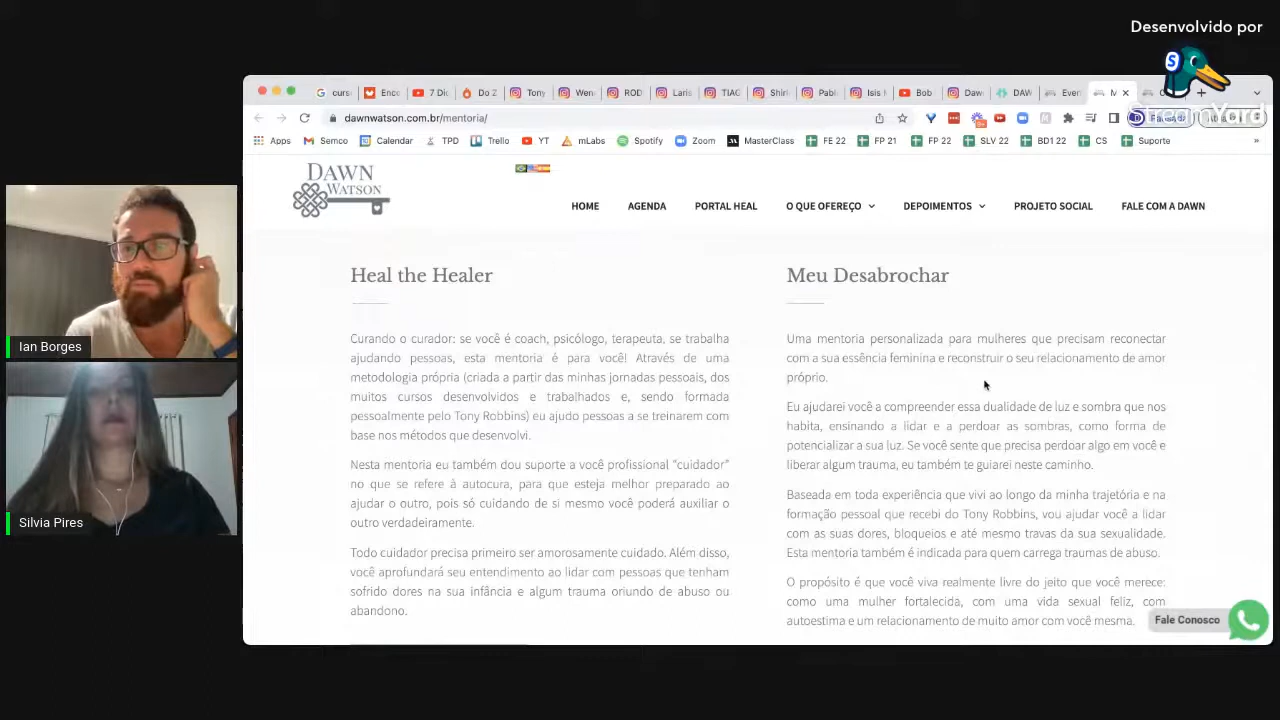 Desenvolvido por
StreamYard
Tony
ROD
Bob
dawnwatson.com.br/mentoria/
Apps
Semco
Calendar
TPD
Trello
YT
mLabs
Spotify
Zoom
MasterClass
FE 22
FP 21
FP 22
SLV 22
BD1 22
CS
Suporte
»
DAWN
WATSON
HOME
AGENDA
PORTAL HEAL
O QUE OFEREÇO
DEPOIMENTOS
PROJETO SOCIAL
FALE COM A DAWN
Ian Borges
Silvia Pires
Heal the Healer
Curando o curador: se você é coach, psicólogo, terapeuta, se trabalha
ajudando pessoas, esta mentoria é para você! Através de uma
metodologia própria (criada a partir das minhas jornadas pessoais, dos
muitos cursos desenvolvidos e trabalhados e, sendo formada
pessoalmente pelo Tony Robbins) eu ajudo pessoas a se treinarem com
base nos métodos que desenvolvi.
Nesta mentoria eu também dou suporte a você profissional “cuidador”
no que se refere à autocura, para que esteja melhor preparado ao
ajudar o outro, pois só cuidando de si mesmo você poderá auxiliar o
outro verdadeiramente.
Todo cuidador precisa primeiro ser amorosamente cuidado. Além disso,
você aprofundará seu entendimento ao lidar com pessoas que tenham
sofrido dores na sua infância e algum trauma oriundo de abuso ou
abandono.
Meu Desabrochar
Uma mentoria personalizada para mulheres que precisam reconectar
com a sua essência feminina e reconstruir o seu relacionamento de amor
próprio.
Eu ajudarei você a compreender essa dualidade de luz e sombra que nos
habita, ensinando a lidar e a perdoar as sombras, como forma de
potencializar a sua luz. Se você sente que precisa perdoar algo em você e
liberar algum trauma, eu também te guiarei neste caminho.
Baseada em toda experiência que vivi ao longo da minha trajetória e na
formação pessoal que recebi do Tony Robbins, vou ajudar você a lidar
com as suas dores, bloqueios e até mesmo travas da sua sexualidade.
Esta mentoria também é indicada para quem carrega traumas de abuso.
O propósito é que você viva realmente livre do jeito que você merece:
como uma mulher fortalecida, com uma vida sexual feliz, com
autoestima e um relacionamento de muito amor com você mesma.
Fale Conosco